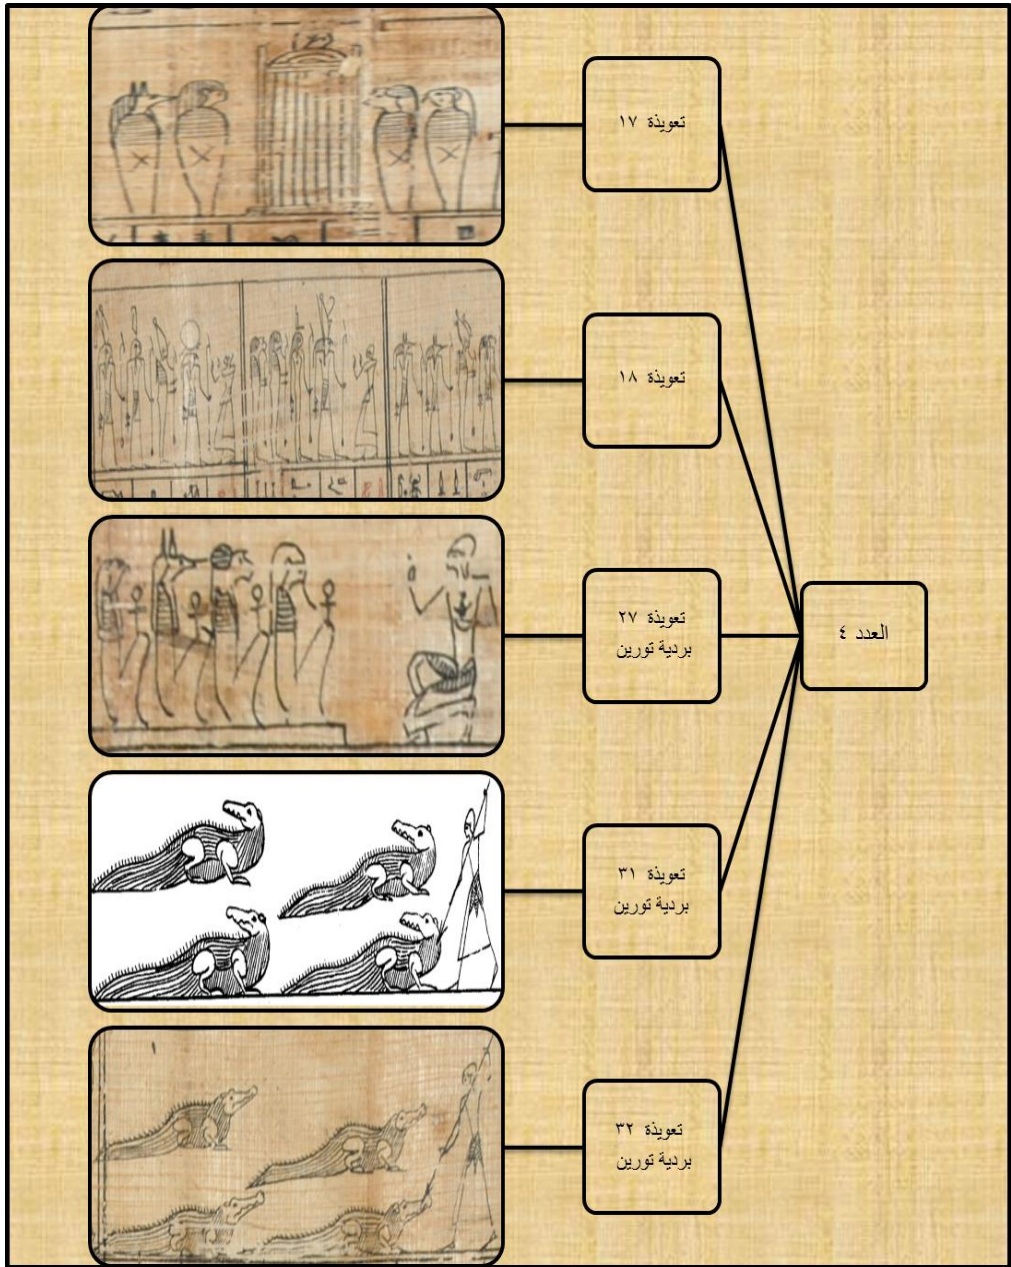 تعويذة ١٧
تعويذة ١٨
تعويذة ٢٧
بردية تورين
العدد ٤
تعويذة ٣١
بردية تورين
تعويذة ٣٢
بردية تورين